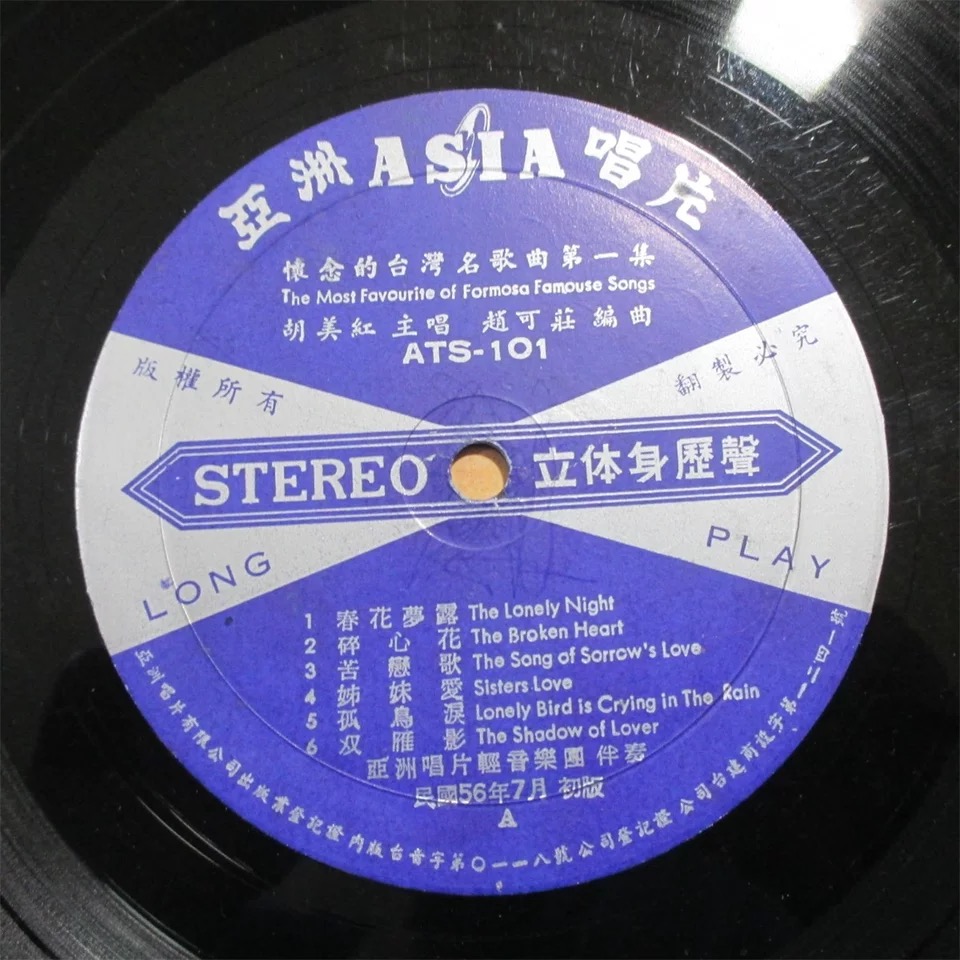 亞洲 ASIA 唱片
懷念的台灣名歌曲第一集
The Most Favourite of Formosa Fampuse Songs
胡美紅 主唱 趙可莊 編曲
ATS-101
版權所有
翻製必究
STEREO
立体身歷聲
LONG PLAY
1 春花夢露 The Lonely Night
2 碎心花 The Broken Heart
3 苦戀歌 The Song of Sorrow's Love
4 姊妹愛 Sisters Love
5 孤鳥淚 Lonely Bird is Crying in The Rain
6 双雁影 The Shadow of Lover
亞洲唱片輕音樂團 伴奏
民國56年7月 初版
A
亞洲唱片有限公司出版業登記證 內版台音字第〇一一八號 公司登記證 公司台建商設字第一二四一號